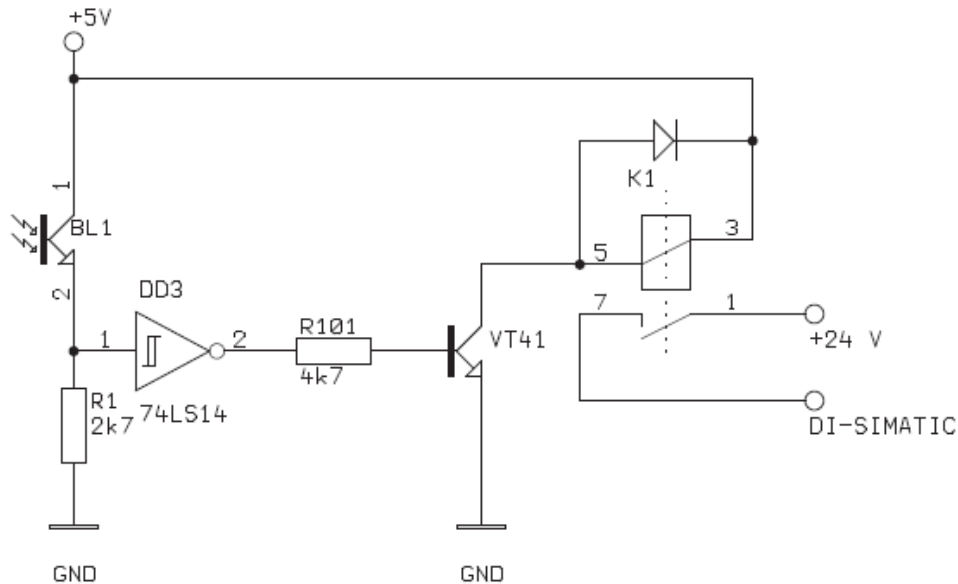 +5V
K1
1
BL1
3
5
2
DD3
7
1
R101
1
2
VT41
+24 V
4k7
R1
2k7
74LS14
DI-SIMATIC
GND
GND